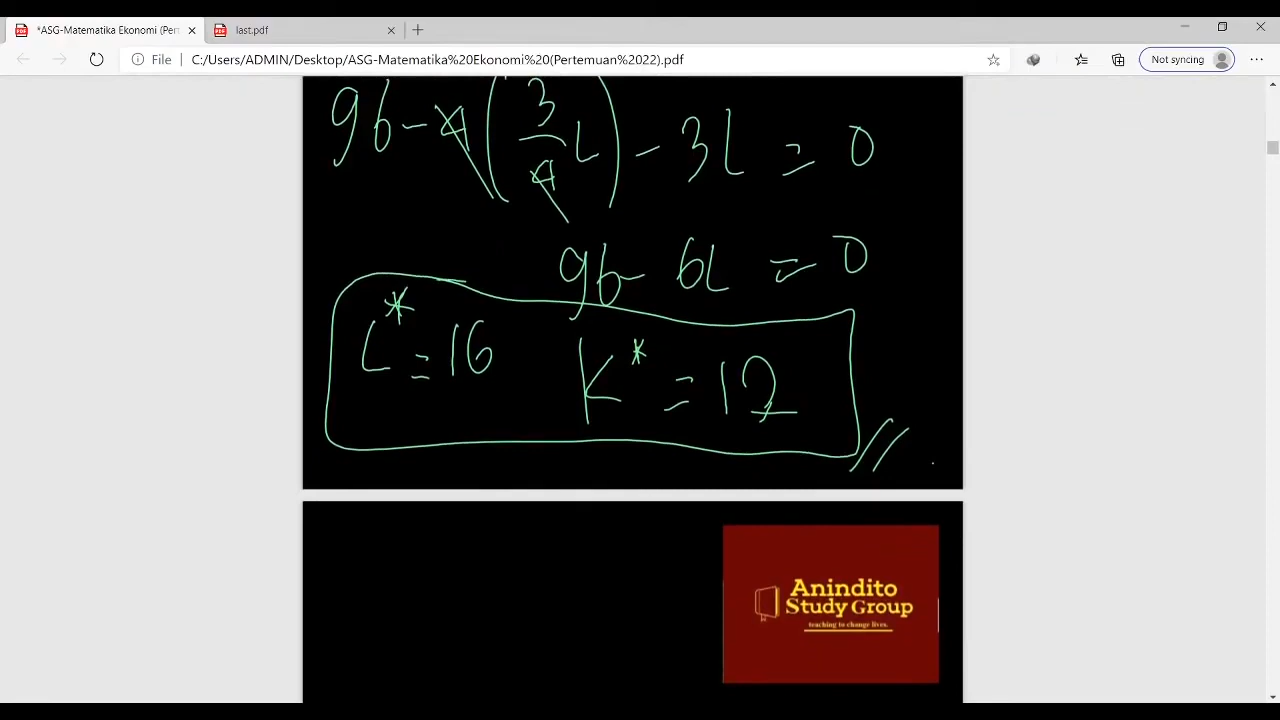 *ASG-Matematika Ekonomi (Per
last.pdf
File C:/Users/ADMIN/Desktop/ASG-Matematika%20Ekonomi%20(Pertemuan%2022).pdf
Not syncing
96 - 4 (3/4 L) - 3L = 0
96 - 6L = 0
L* = 16 K* = 12
Anindito
Study Group
teaching to change lives.